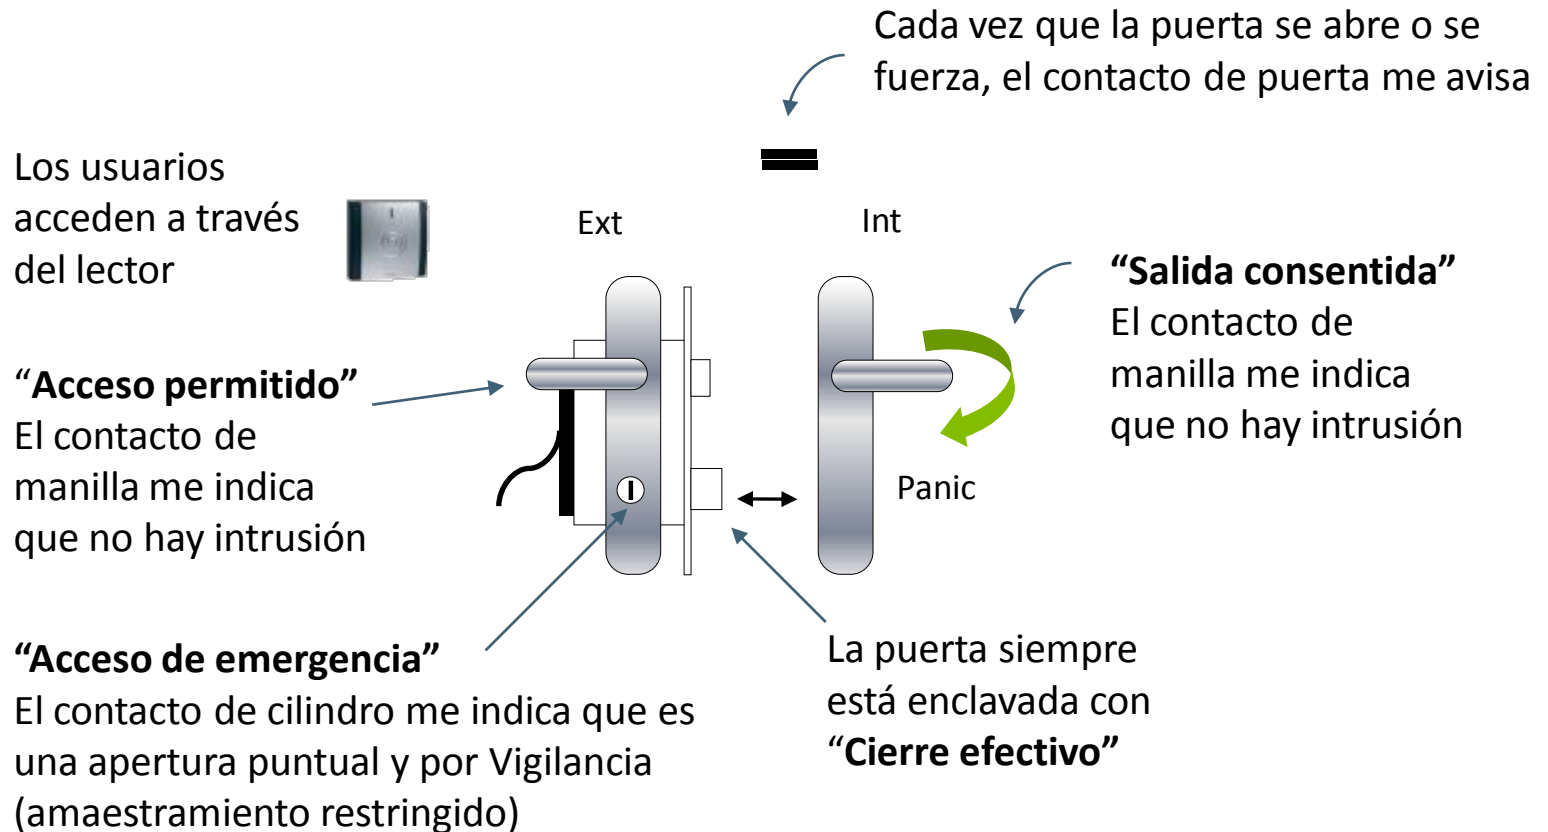 Cada vez que la puerta se abre o se
fuerza, el contacto de puerta me avisa
Los usuarios
acceden a través
del lector
Ext
Int
“Salida consentida”
El contacto de
manilla me indica
que no hay intrusión
“Acceso permitido”
El contacto de
manilla me indica
que no hay intrusión
Panic
“Acceso de emergencia”
El contacto de cilindro me indica que es
una apertura puntual y por Vigilancia
(amaestramiento restringido)
La puerta siempre
está enclavada con
“Cierre efectivo”